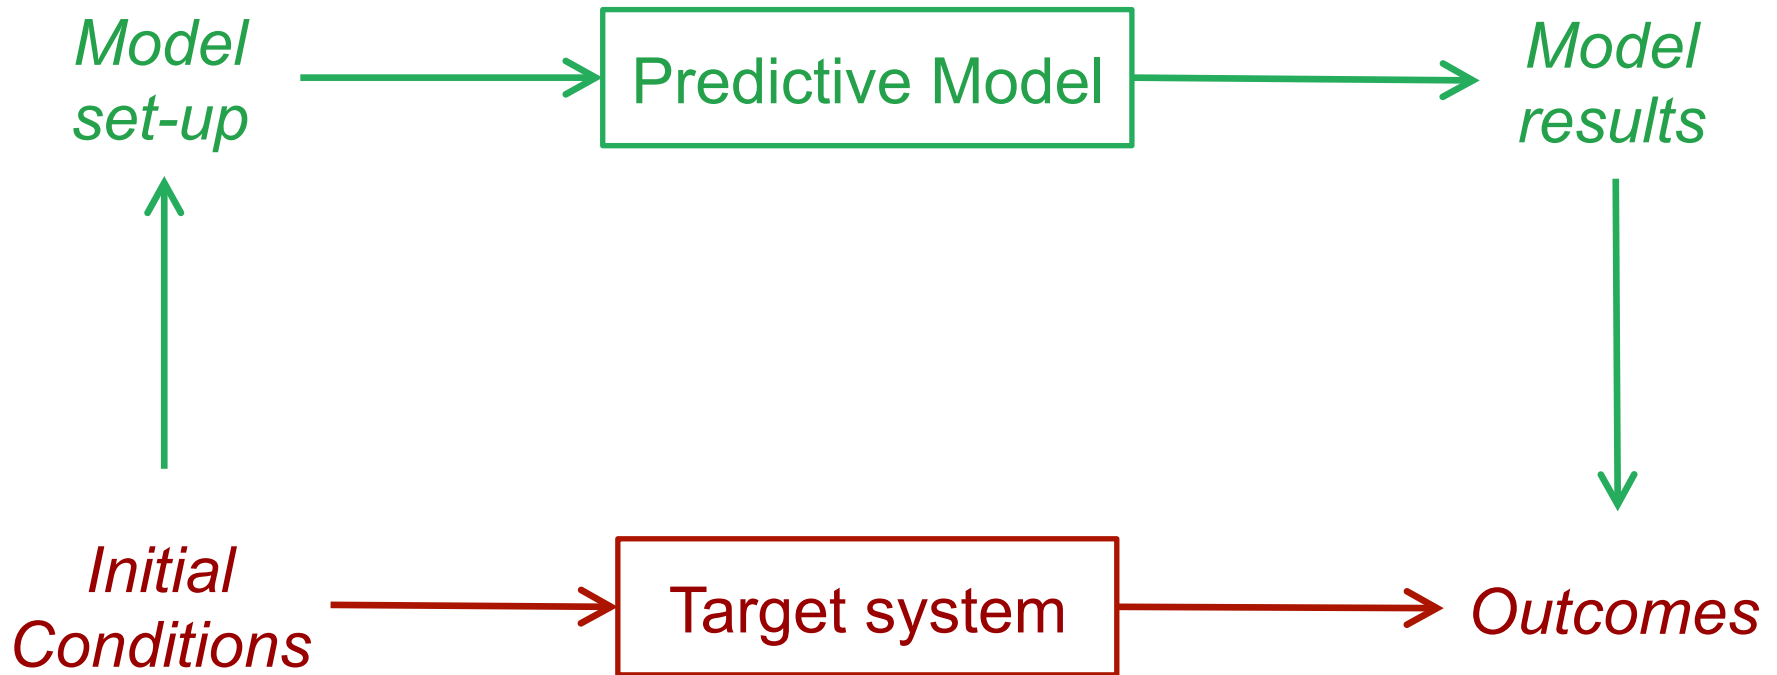 Model
set-up
Predictive Model
Model
results
Initial
Conditions
Target system
Outcomes